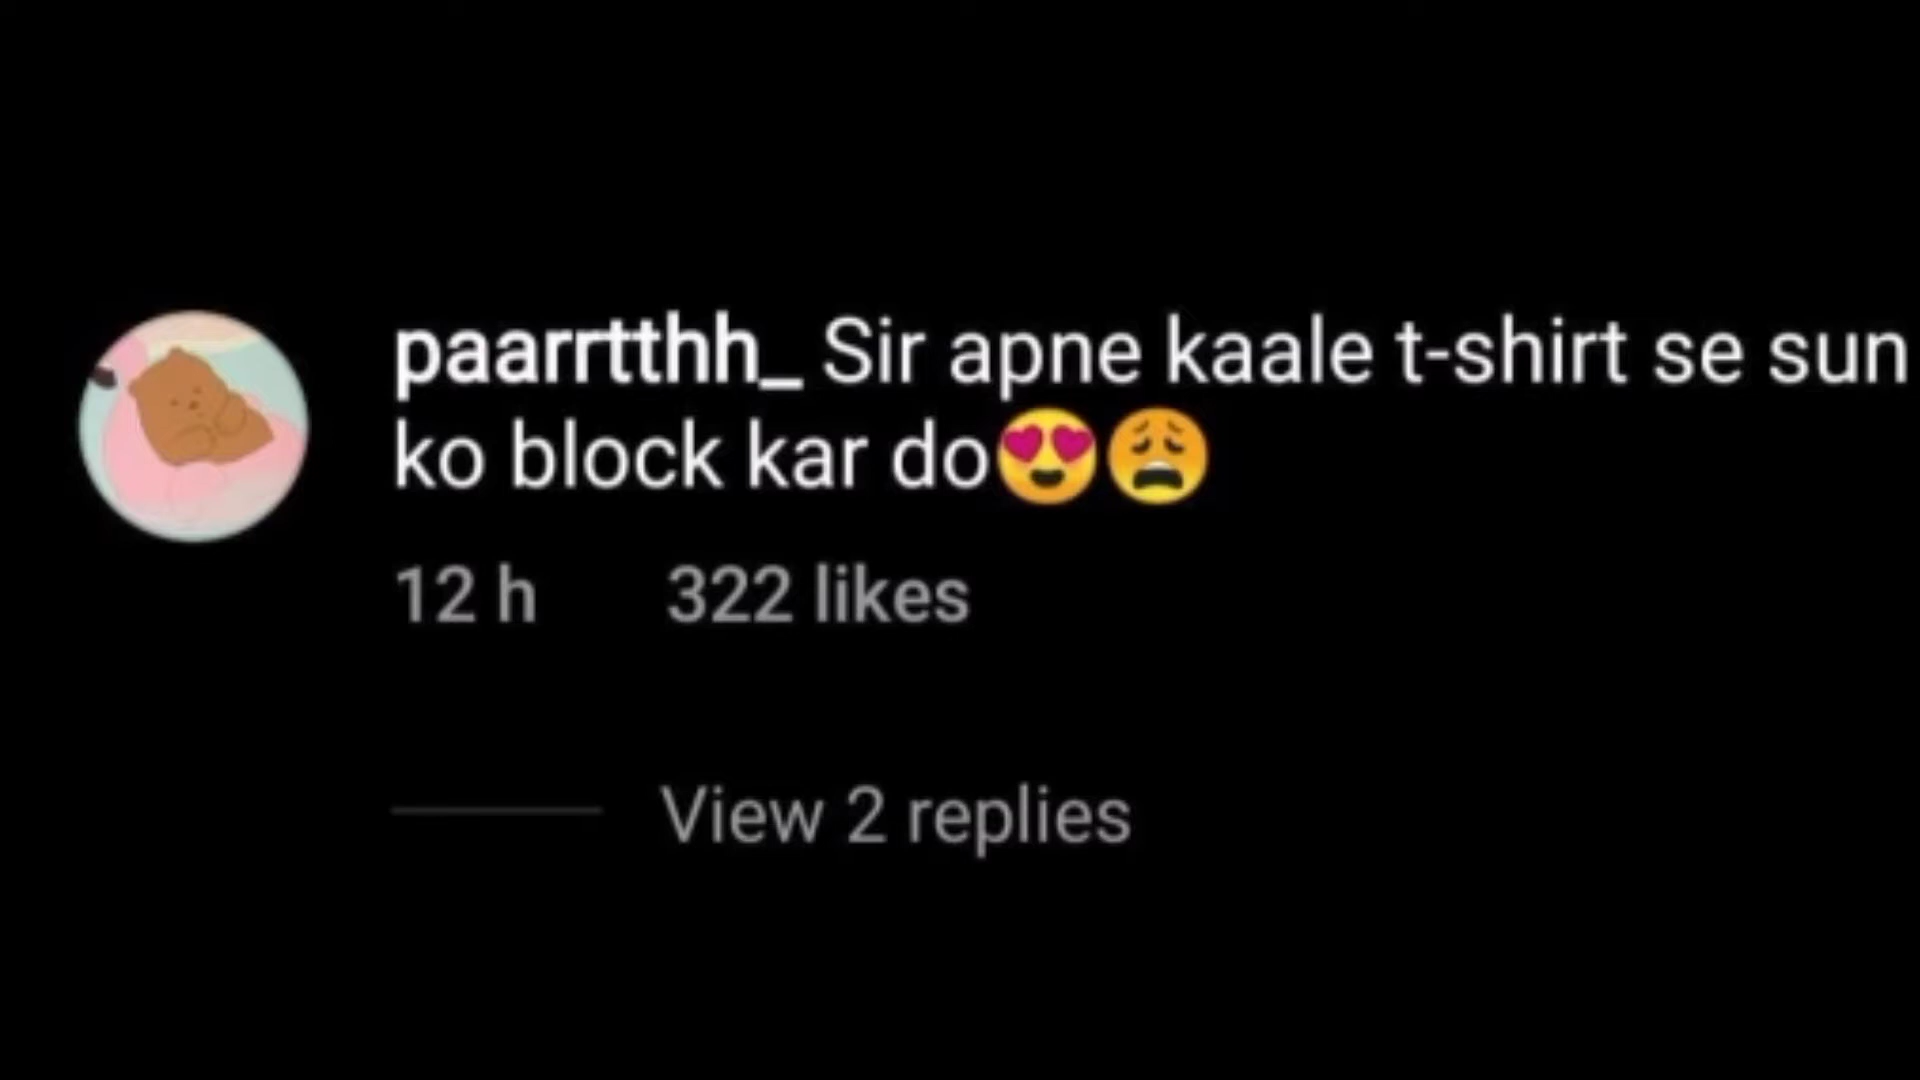 paarrtthh_ Sir apne kaale t-shirt se sun
ko block kar do😍😩
12 h 322 likes
View 2 replies